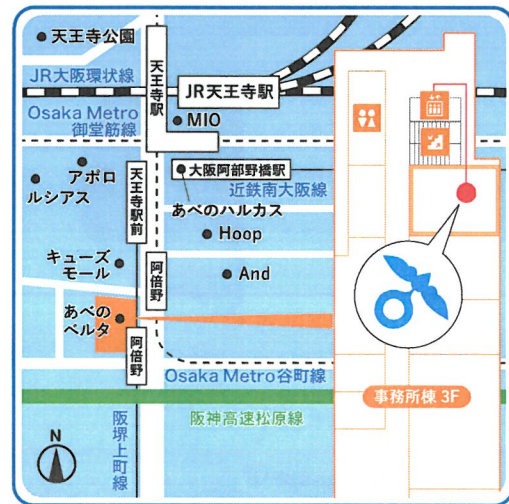 天王寺公園
JR大阪環状線
天王寺駅
JR天王寺駅
Osaka Metro
御堂筋線
MIO
アポロ
ルシアス
天王寺駅前
大阪阿部野橋駅
近鉄南大阪線
あべのハルカス
Hoop
キューズ
モール
阿倍野
And
あべの
ベルタ
阿倍野
Osaka Metro谷町線
阪神高速松原線
阪堺上町線
N
事務所棟 3F